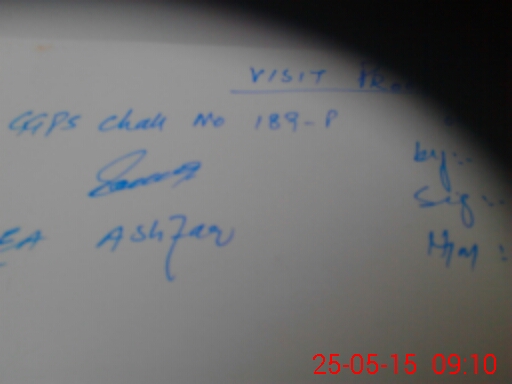 VISIT
GGPS Chak No 189-P
by:-
Sig:-
EA Ashfaq
25-05-15 09:10